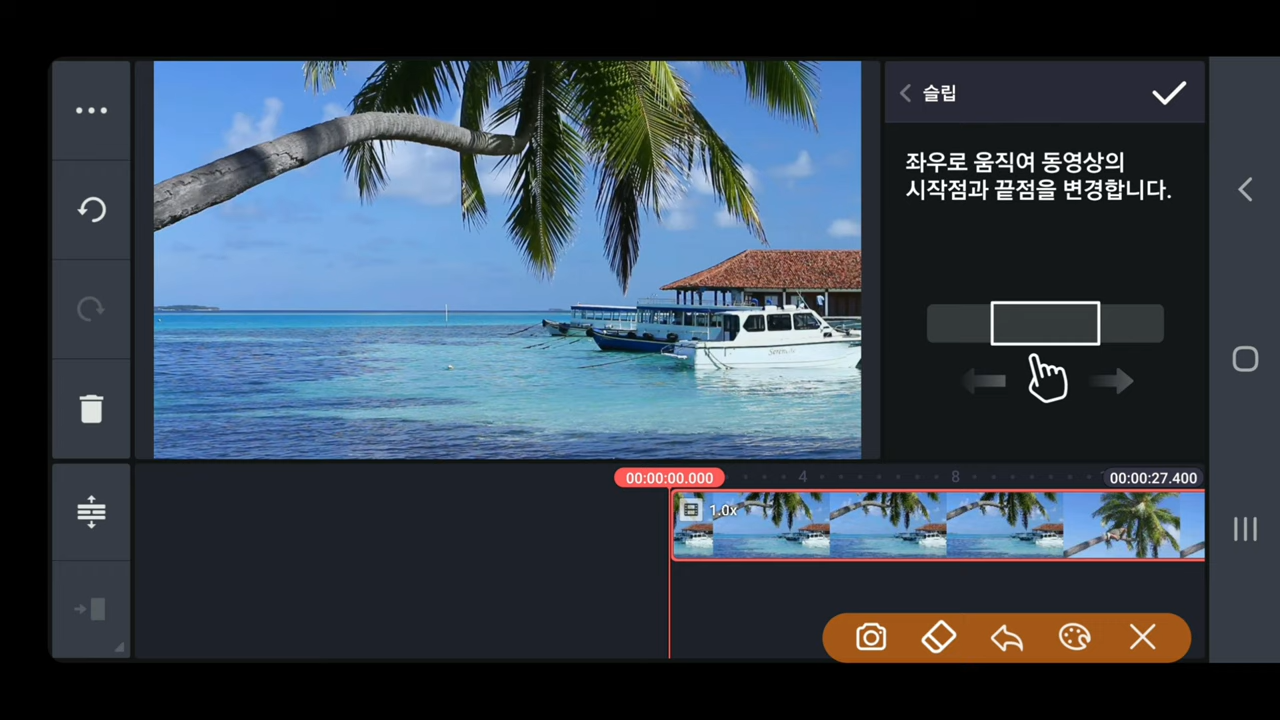 슬립
좌우로 움직여 동영상의
시작점과 끝점을 변경합니다.
00:00:00.000
4
8
00:00:27.400
1.0x